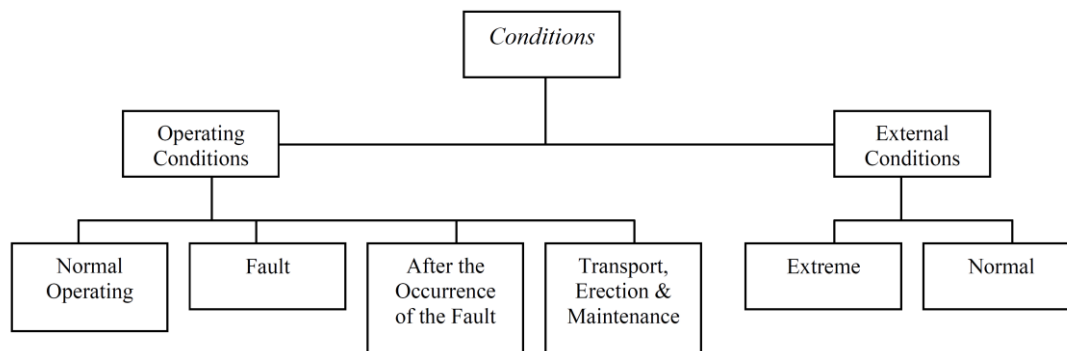 Conditions
Operating
Conditions
External
Conditions
Normal
Operating
Fault
After the
Occurrence
of the Fault
Transport,
Erection &
Maintenance
Extreme
Normal